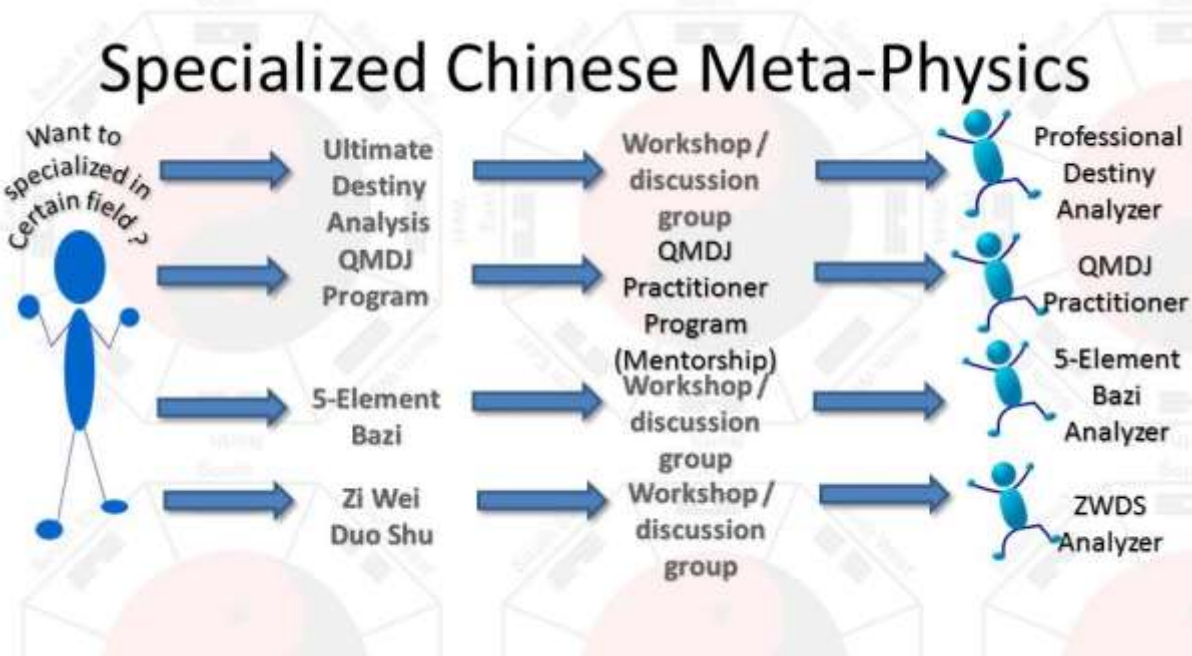 Specialized Chinese Meta-Physics
Want to
specialized in
Certain field ?
Ultimate
Destiny
Analysis
Workshop /
discussion
group
Professional
Destiny
Analyzer
QMDJ
Program
QMDJ
Practitioner
Program
(Mentorship)
QMDJ
Practitioner
5-Element
Bazi
Workshop /
discussion
group
5-Element
Bazi
Analyzer
Zi Wei
Duo Shu
Workshop /
discussion
group
ZWDS
Analyzer